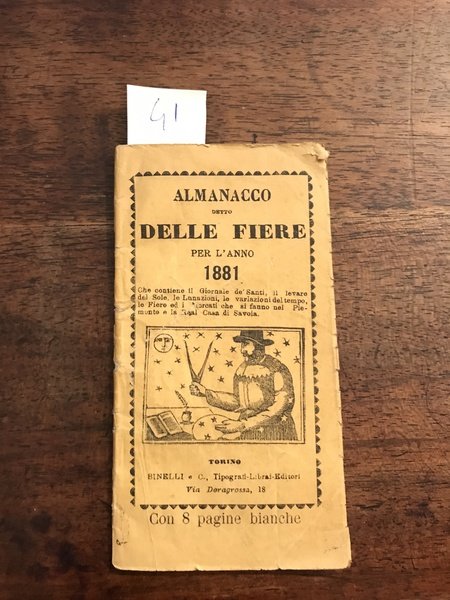 41
ALMANACCO
DETTO
DELLE FIERE
PER L'ANNO
1881
Che contiene il Giornale de' Santi, il levare
del Sole, le Lunazioni, le variazioni del tempo,
le Fiere ed i Mercati che si fanno nel Pie-
monte e la Real Casa di Savoia.
TORINO
BINELLI e C., Tipografi-Librai-Editori
Via Doragrossa, 18
Con 8 pagine bianche